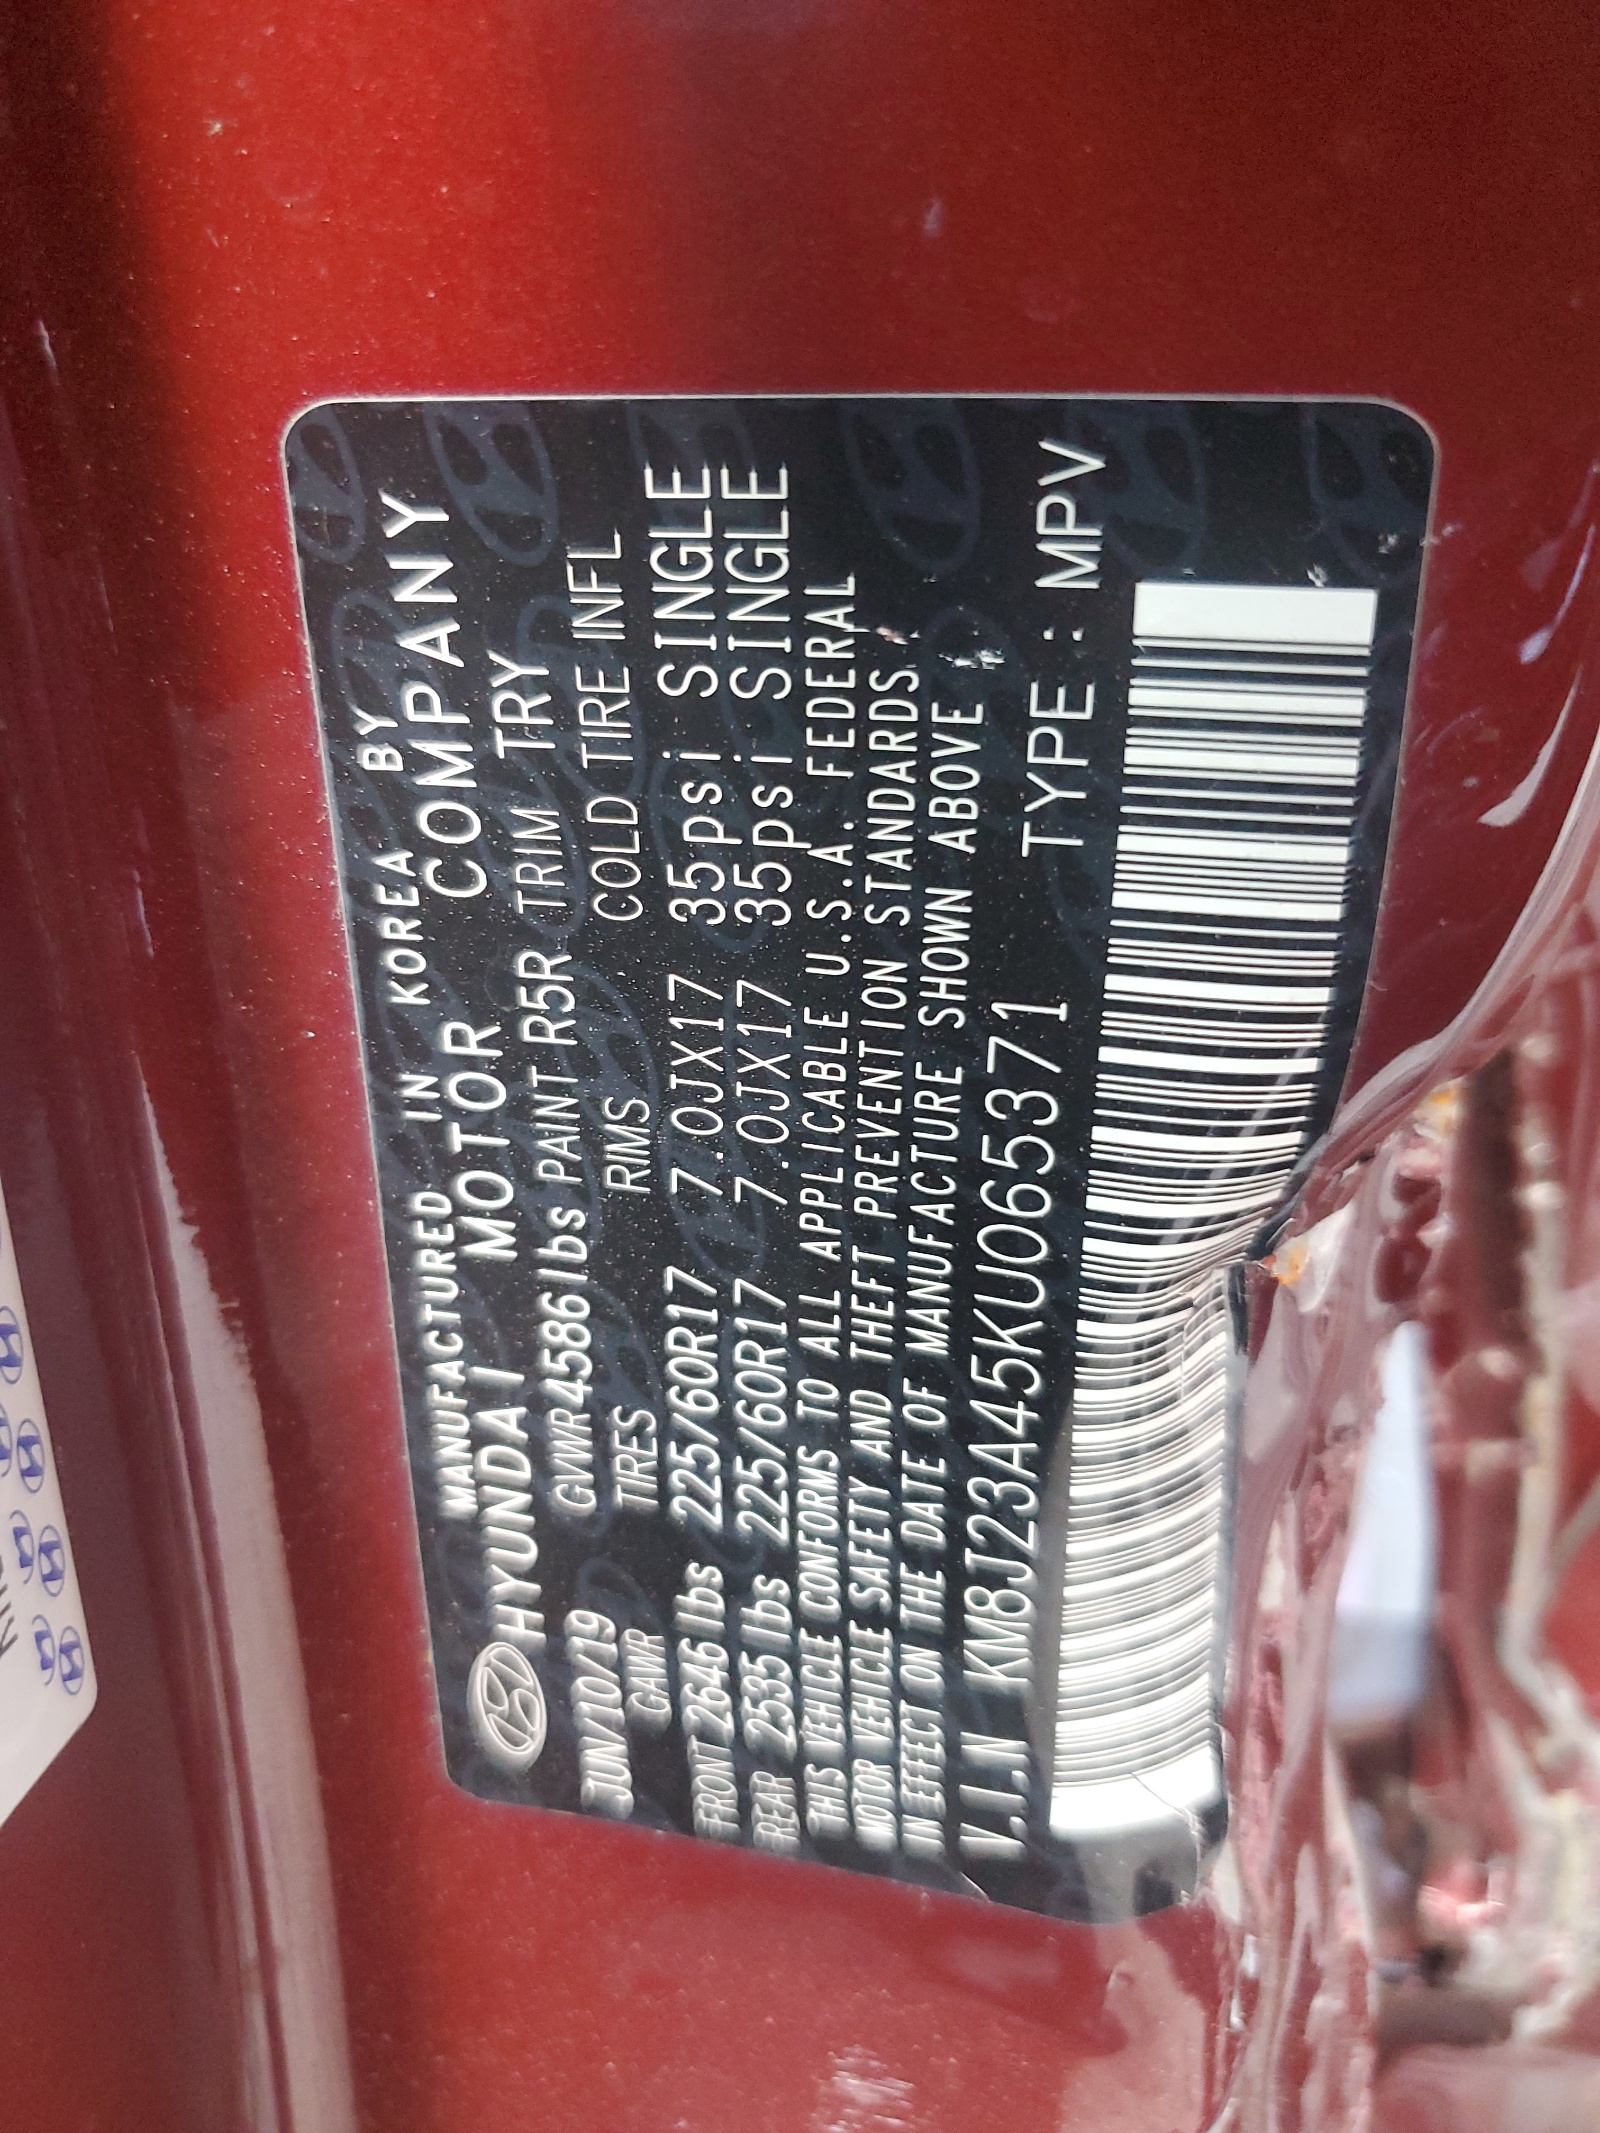 MANUFACTURED IN KOREA BY
HYUNDAI MOTOR COMPANY
JUN/10/19 GVWR 4586lbs PAINT R5R TRIM TRY
GAWR TIRES RIMS COLD TIRE INFL
FRONT 2646lbs 225/60R17 7.0JX17 35psi SINGLE
REAR 2535lbs 225/60R17 7.0JX17 35psi SINGLE
THIS VEHICLE CONFORMS TO ALL APPLICABLE U.S.A. FEDERAL
MOTOR VEHICLE SAFETY AND THEFT PREVENTION STANDARDS
IN EFFECT ON THE DATE OF MANUFACTURE SHOWN ABOVE
V.I.N KM8J23A45KU065371 TYPE : MPV